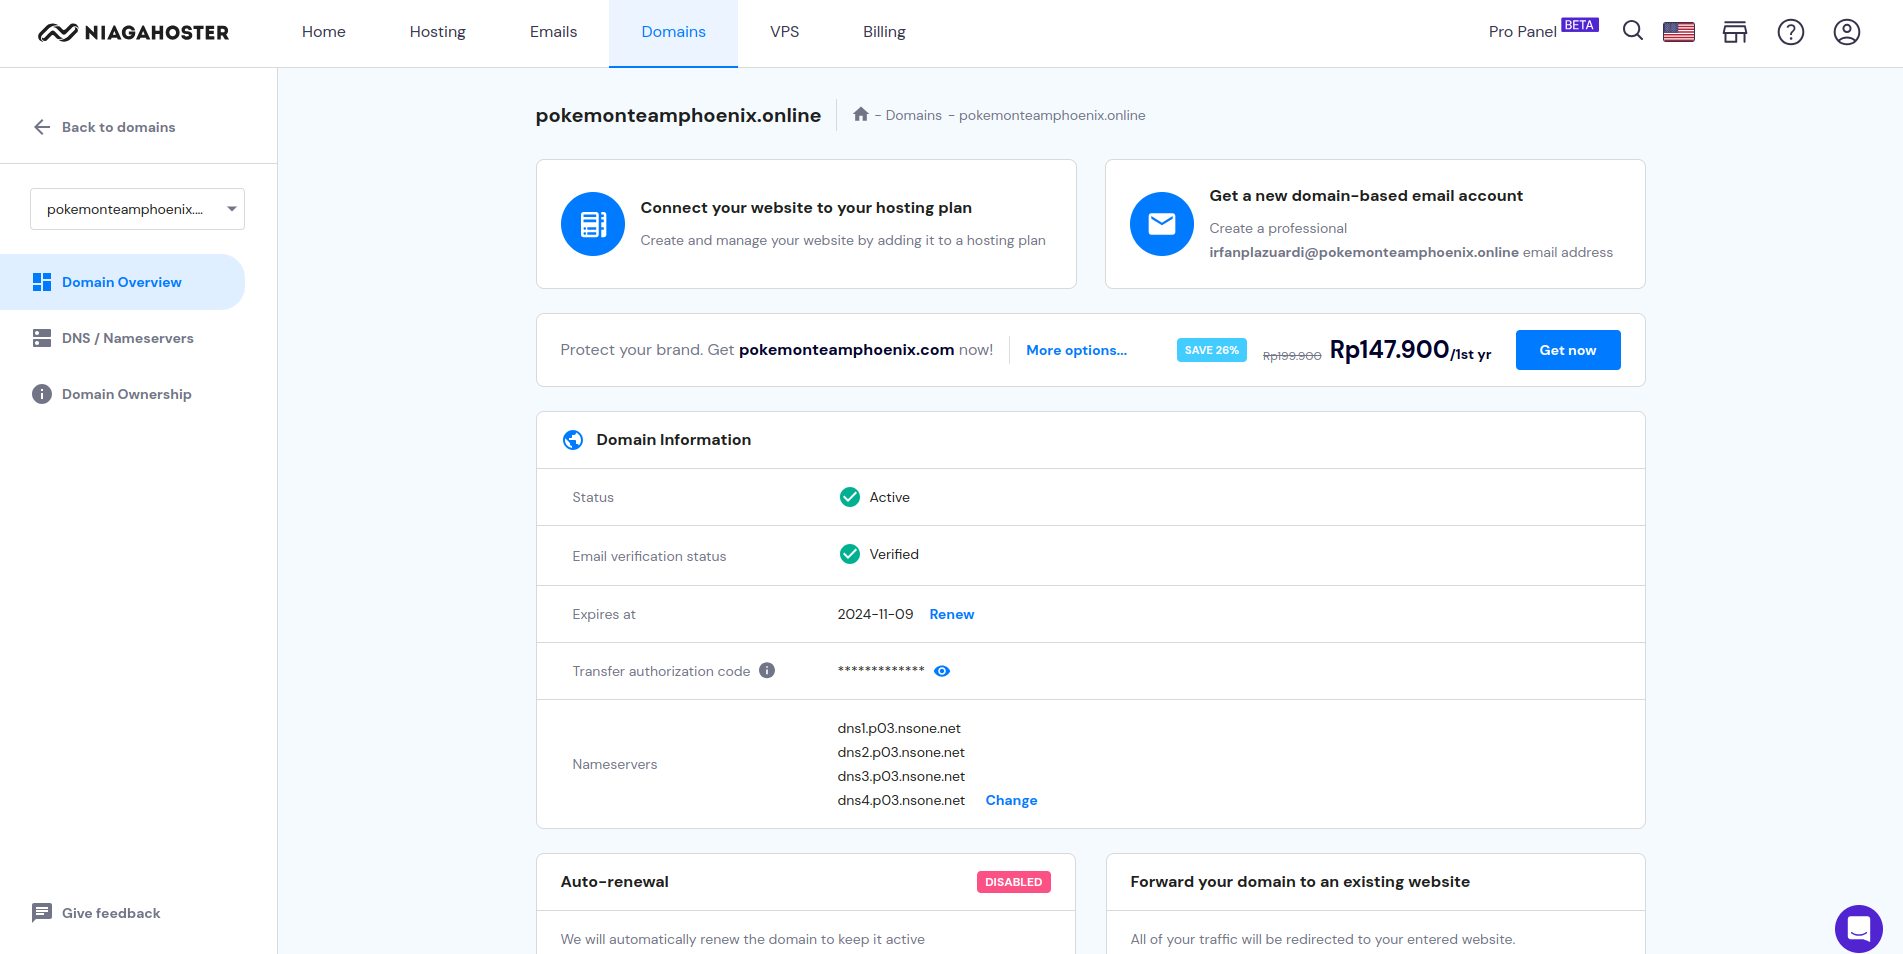 NIAGAHOSTER
Home
Hosting
Emails
Domains
VPS
Billing
Pro Panel BETA
Back to domains
pokemonteamphoenix....
Domain Overview
DNS / Nameservers
Domain Ownership
Give feedback
pokemonteamphoenix.online
- Domains - pokemonteamphoenix.online
Connect your website to your hosting plan
Create and manage your website by adding it to a hosting plan
Get a new domain-based email account
Create a professional
irfanplazuardi@pokemonteamphoenix.online email address
Protect your brand. Get pokemonteamphoenix.com now!
More options...
SAVE 26%
Rp199.900 Rp147.900/1st yr
Get now
Domain Information
Status
Active
Email verification status
Verified
Expires at
2024-11-09 Renew
Transfer authorization code
*************
Nameservers
dns1.p03.nsone.net
dns2.p03.nsone.net
dns3.p03.nsone.net
dns4.p03.nsone.net Change
Auto-renewal
DISABLED
We will automatically renew the domain to keep it active
Forward your domain to an existing website
All of your traffic will be redirected to your entered website.